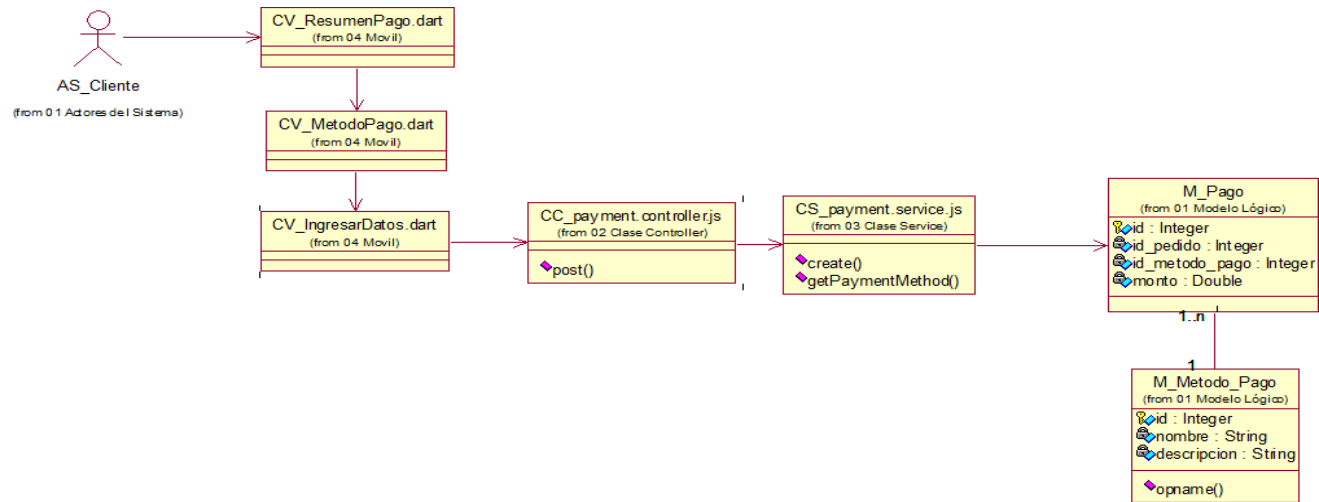 AS_Cliente
(from 01 Actores del Sistema)
CV_ResumenPago.dart
(from 04 Movil)
CV_MetodoPago.dart
(from 04 Movil)
CV_IngresarDatos.dart
(from 04 Movil)
CC_payment.controller.js
(from 02 Clase Controller)
post()
CS_payment.service.js
(from 03 Clase Service)
create()
getPaymentMethod()
M_Pago
(from 01 Modelo Lógico)
id : Integer
id_pedido : Integer
id_metodo_pago : Integer
monto : Double
1..n
1
M_Metodo_Pago
(from 01 Modelo Lógico)
id : Integer
nombre : String
descripcion : String
opname()